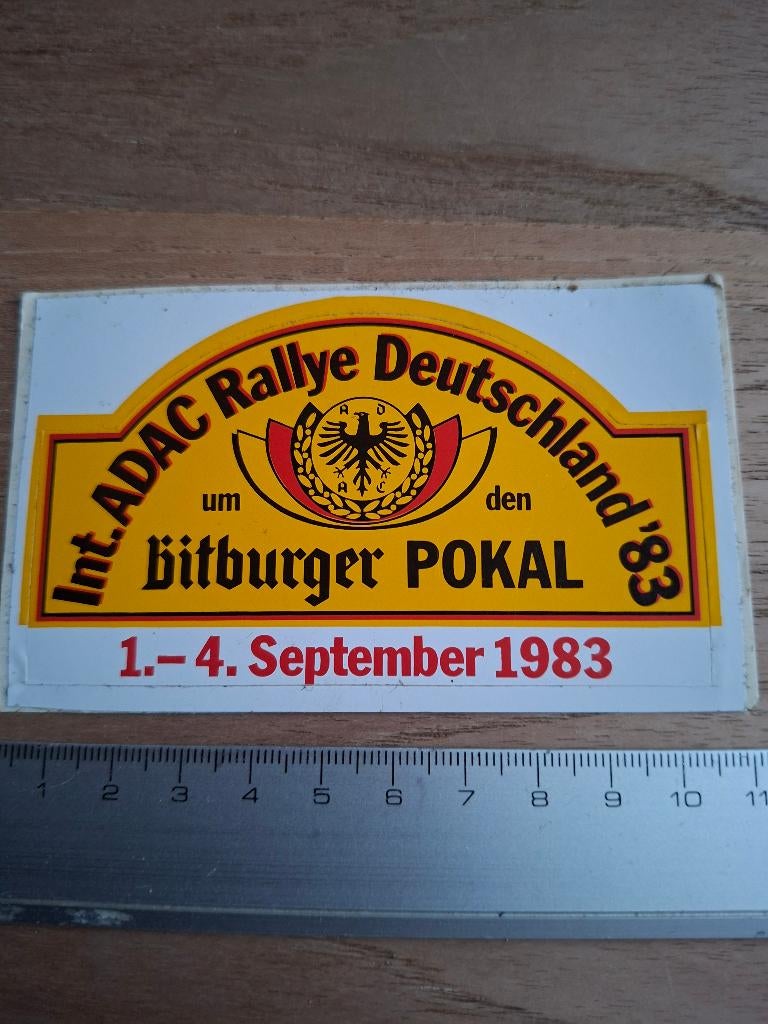 Int. ADAC Rallye Deutschland '83
A D
A C
um den
Bitburger POKAL
1.– 4. September 1983
1 2 3 4 5 6 7 8 9 10 11